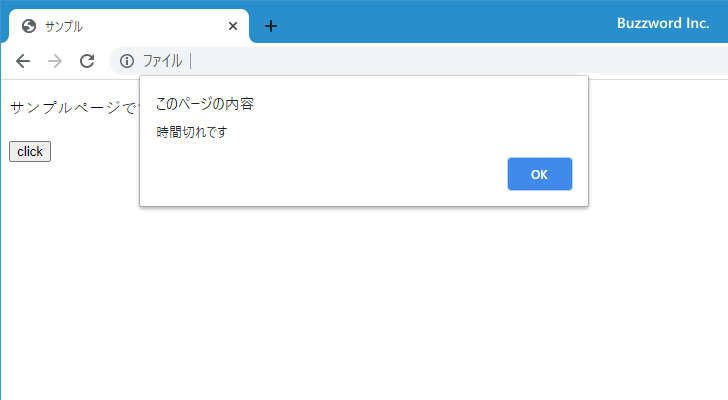 サンプル
Buzzword Inc.
ファイル
このページの内容
サンプルページで
時間切れです
click
OK